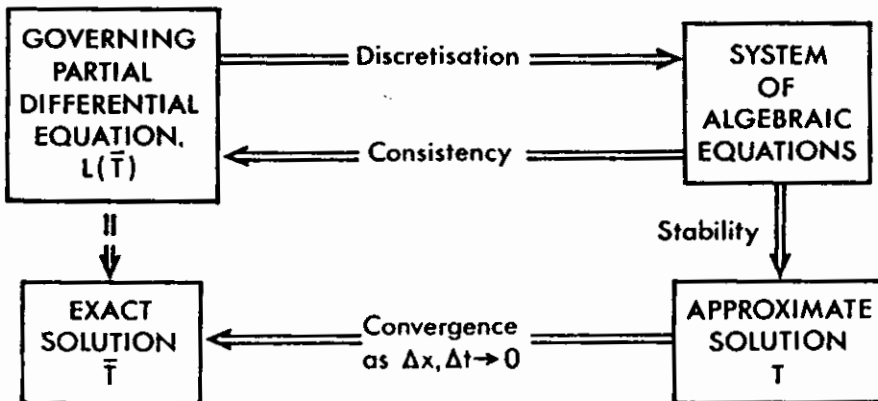 GOVERNING
PARTIAL
DIFFERENTIAL
EQUATION.
L(T̄)
Discretisation
Consistency
SYSTEM
OF
ALGEBRAIC
EQUATIONS
Stability
EXACT
SOLUTION
T̄
Convergence
as Δx, Δt→0
APPROXIMATE
SOLUTION
T